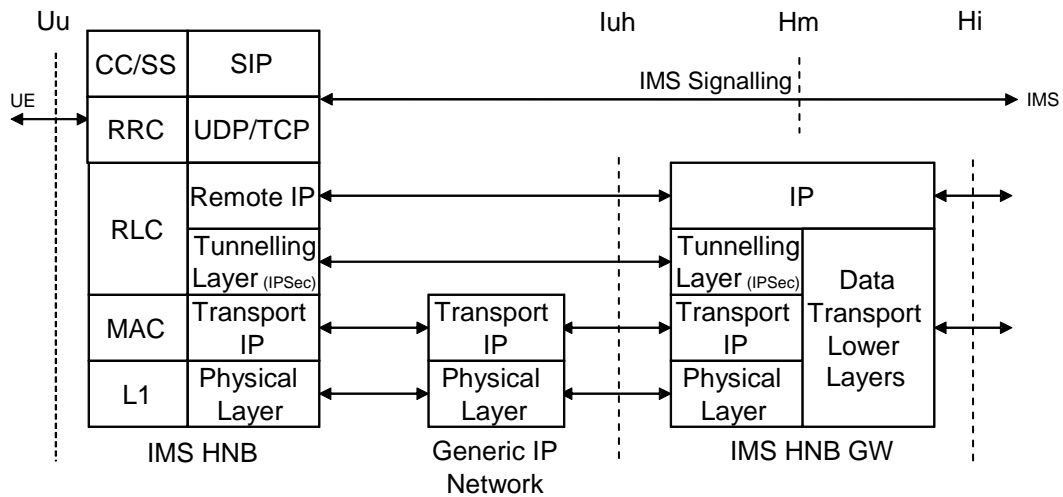 Uu
Iuh
Hm
Hi
CC/SS
SIP
IMS Signalling
UE
IMS
RRC
UDP/TCP
RLC
Remote IP
IP
Tunnelling
Layer (IPSec)
Tunnelling
Layer (IPSec)
Data
Transport
Lower
Layers
MAC
Transport
IP
Transport
IP
Transport
IP
L1
Physical
Layer
Physical
Layer
Physical
Layer
IMS HNB
Generic IP
Network
IMS HNB GW